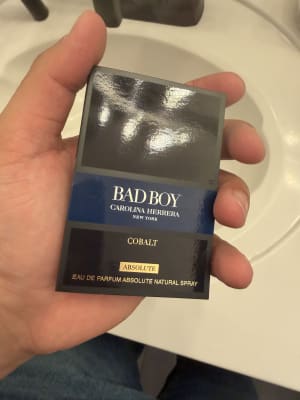 BAD BOY
CAROLINA HERRERA
NEW YORK
COBALT
ABSOLUTE
EAU DE PARFUM ABSOLUTE NATURAL SPRAY